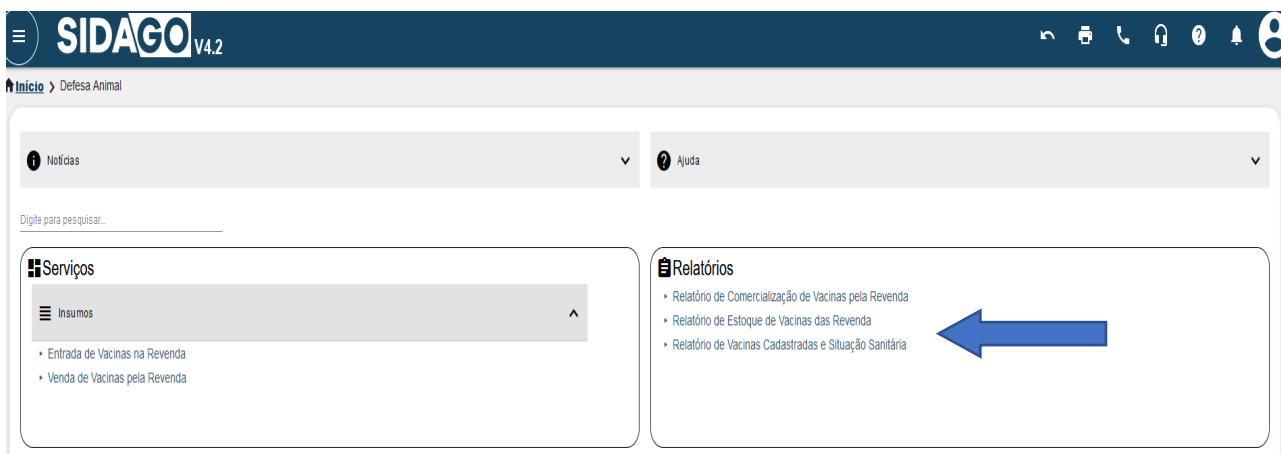 SIDAGO V4.2
Início > Defesa Animal
Notícias
Ajuda
Digite para pesquisar...
Serviços
Insumos
Entrada de Vacinas na Revenda
Venda de Vacinas pela Revenda
Relatórios
Relatório de Comercialização de Vacinas pela Revenda
Relatório de Estoque de Vacinas das Revenda
Relatório de Vacinas Cadastradas e Situação Sanitária